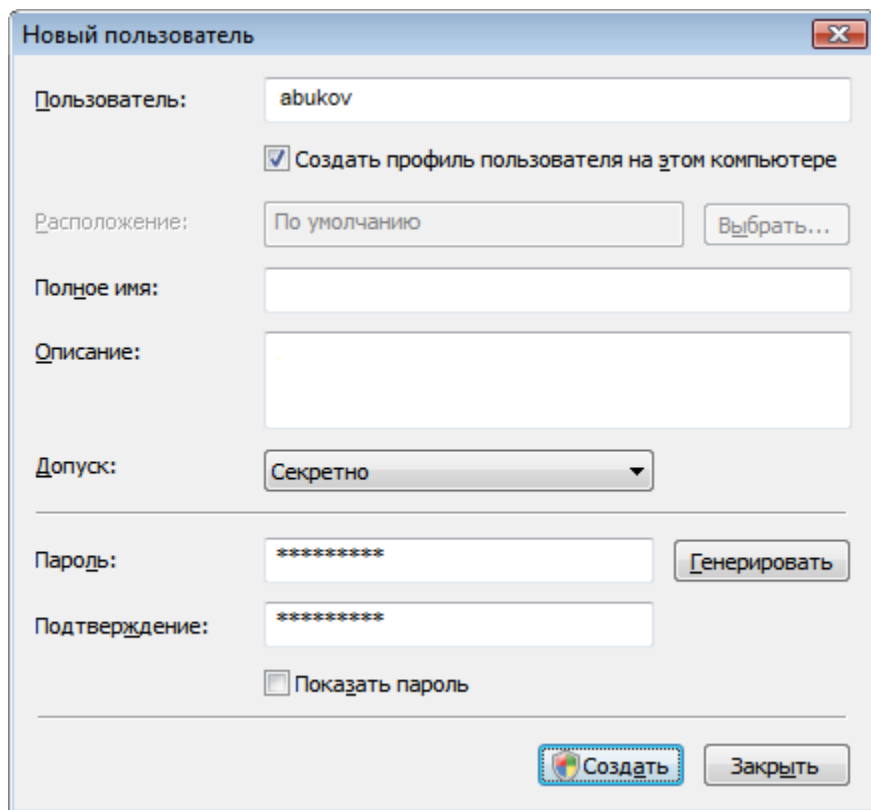 Новый пользователь
Пользователь: abukov
Создать профиль пользователя на этом компьютере
Расположение: По умолчанию Выбрать...
Полное имя:
Описание:
Допуск: Секретно
Пароль: ********* Генерировать
Подтверждение: *********
Показать пароль
Создать Закрыть